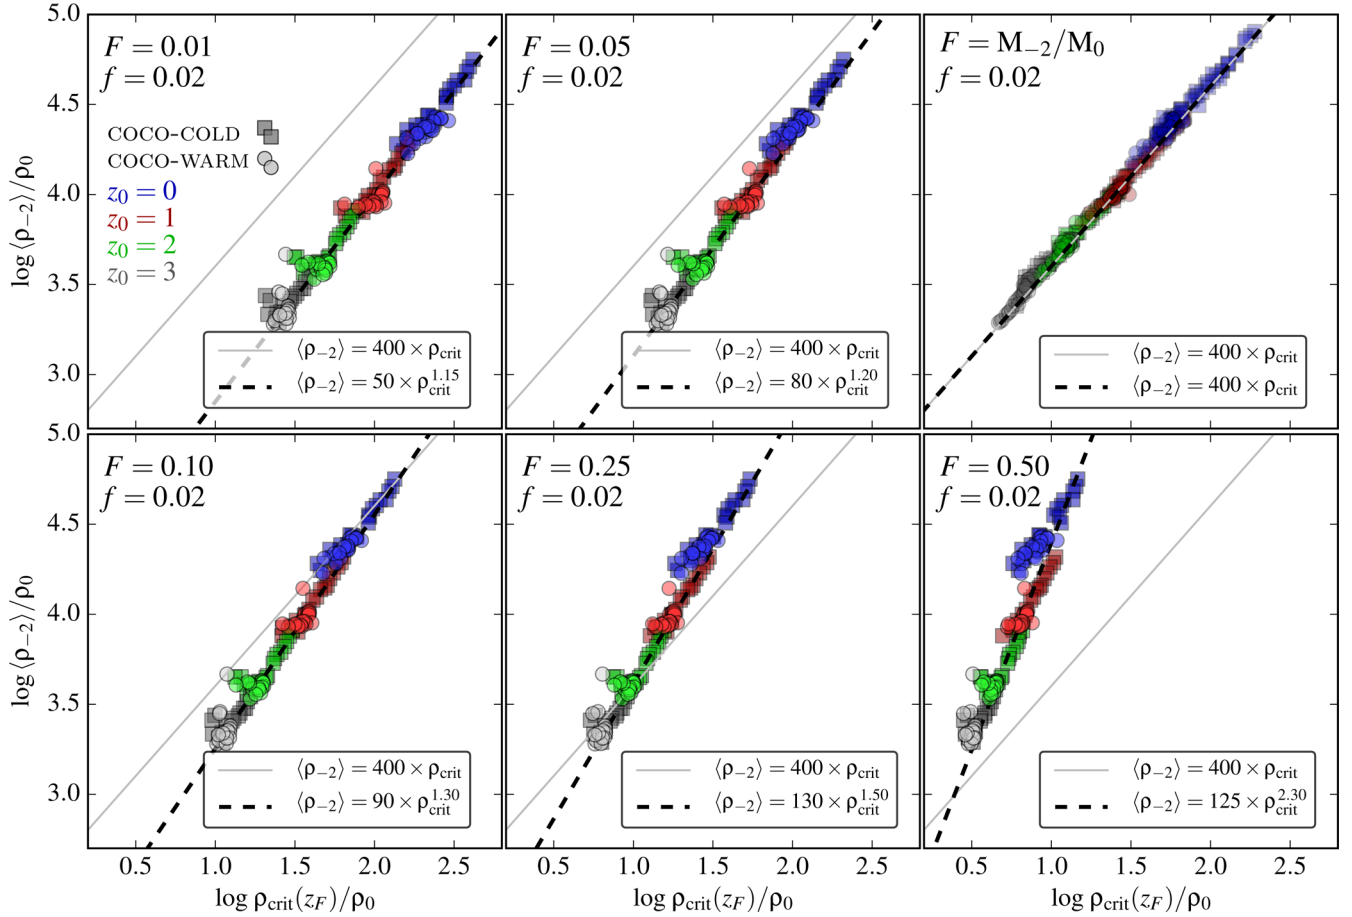 5.0
4.5
4.0
3.5
3.0
log⟨ρ₋₂⟩/ρ₀
F = 0.01
f = 0.02
COCO-COLD
COCO-WARM
z₀ = 0
z₀ = 1
z₀ = 2
z₀ = 3
⟨ρ₋₂⟩ = 400 × ρcrit
⟨ρ₋₂⟩ = 50 × ρcrit^1.15
F = 0.05
f = 0.02
⟨ρ₋₂⟩ = 400 × ρcrit
⟨ρ₋₂⟩ = 80 × ρcrit^1.20
F = M₋₂/M₀
f = 0.02
⟨ρ₋₂⟩ = 400 × ρcrit
⟨ρ₋₂⟩ = 400 × ρcrit
5.0
4.5
4.0
3.5
3.0
log⟨ρ₋₂⟩/ρ₀
F = 0.10
f = 0.02
⟨ρ₋₂⟩ = 400 × ρcrit
⟨ρ₋₂⟩ = 90 × ρcrit^1.30
F = 0.25
f = 0.02
⟨ρ₋₂⟩ = 400 × ρcrit
⟨ρ₋₂⟩ = 130 × ρcrit^1.50
F = 0.50
f = 0.02
⟨ρ₋₂⟩ = 400 × ρcrit
⟨ρ₋₂⟩ = 125 × ρcrit^2.30
0.5 1.0 1.5 2.0 2.5
0.5 1.0 1.5 2.0 2.5
0.5 1.0 1.5 2.0 2.5
log ρcrit(z_F)/ρ₀
log ρcrit(z_F)/ρ₀
log ρcrit(z_F)/ρ₀